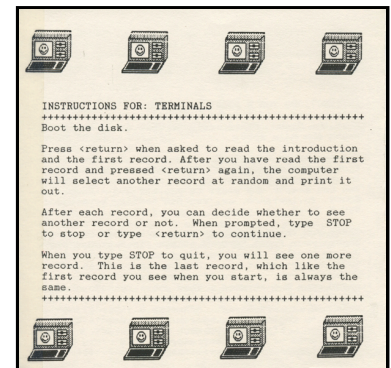 INSTRUCTIONS FOR: TERMINALS
++++++++++++++++++++++++++++++++++++++++++++++++
Boot the disk.
Press <return> when asked to read the introduction
and the first record. After you have read the first
record and pressed <return> again, the computer
will select another record at random and print it
out.
After each record, you can decide whether to see
another record or not. When prompted, type STOP
to stop or type <return> to continue.
When you type STOP to quit, you will see one more
record. This is the last record, which like the
first record you see when you start, is always the
same.
++++++++++++++++++++++++++++++++++++++++++++++++